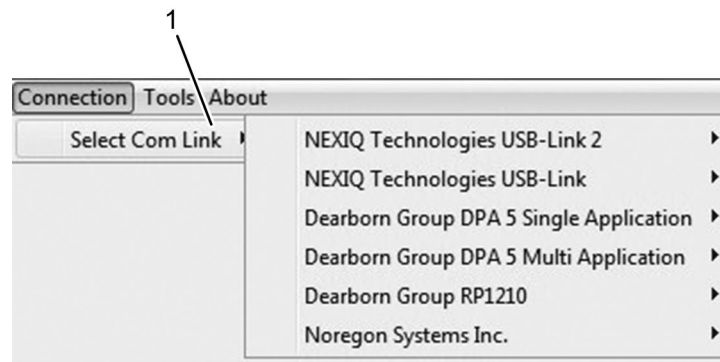 1
Connection Tools About
Select Com Link
NEXIQ Technologies USB-Link 2
NEXIQ Technologies USB-Link
Dearborn Group DPA 5 Single Application
Dearborn Group DPA 5 Multi Application
Dearborn Group RP1210
Noregon Systems Inc.